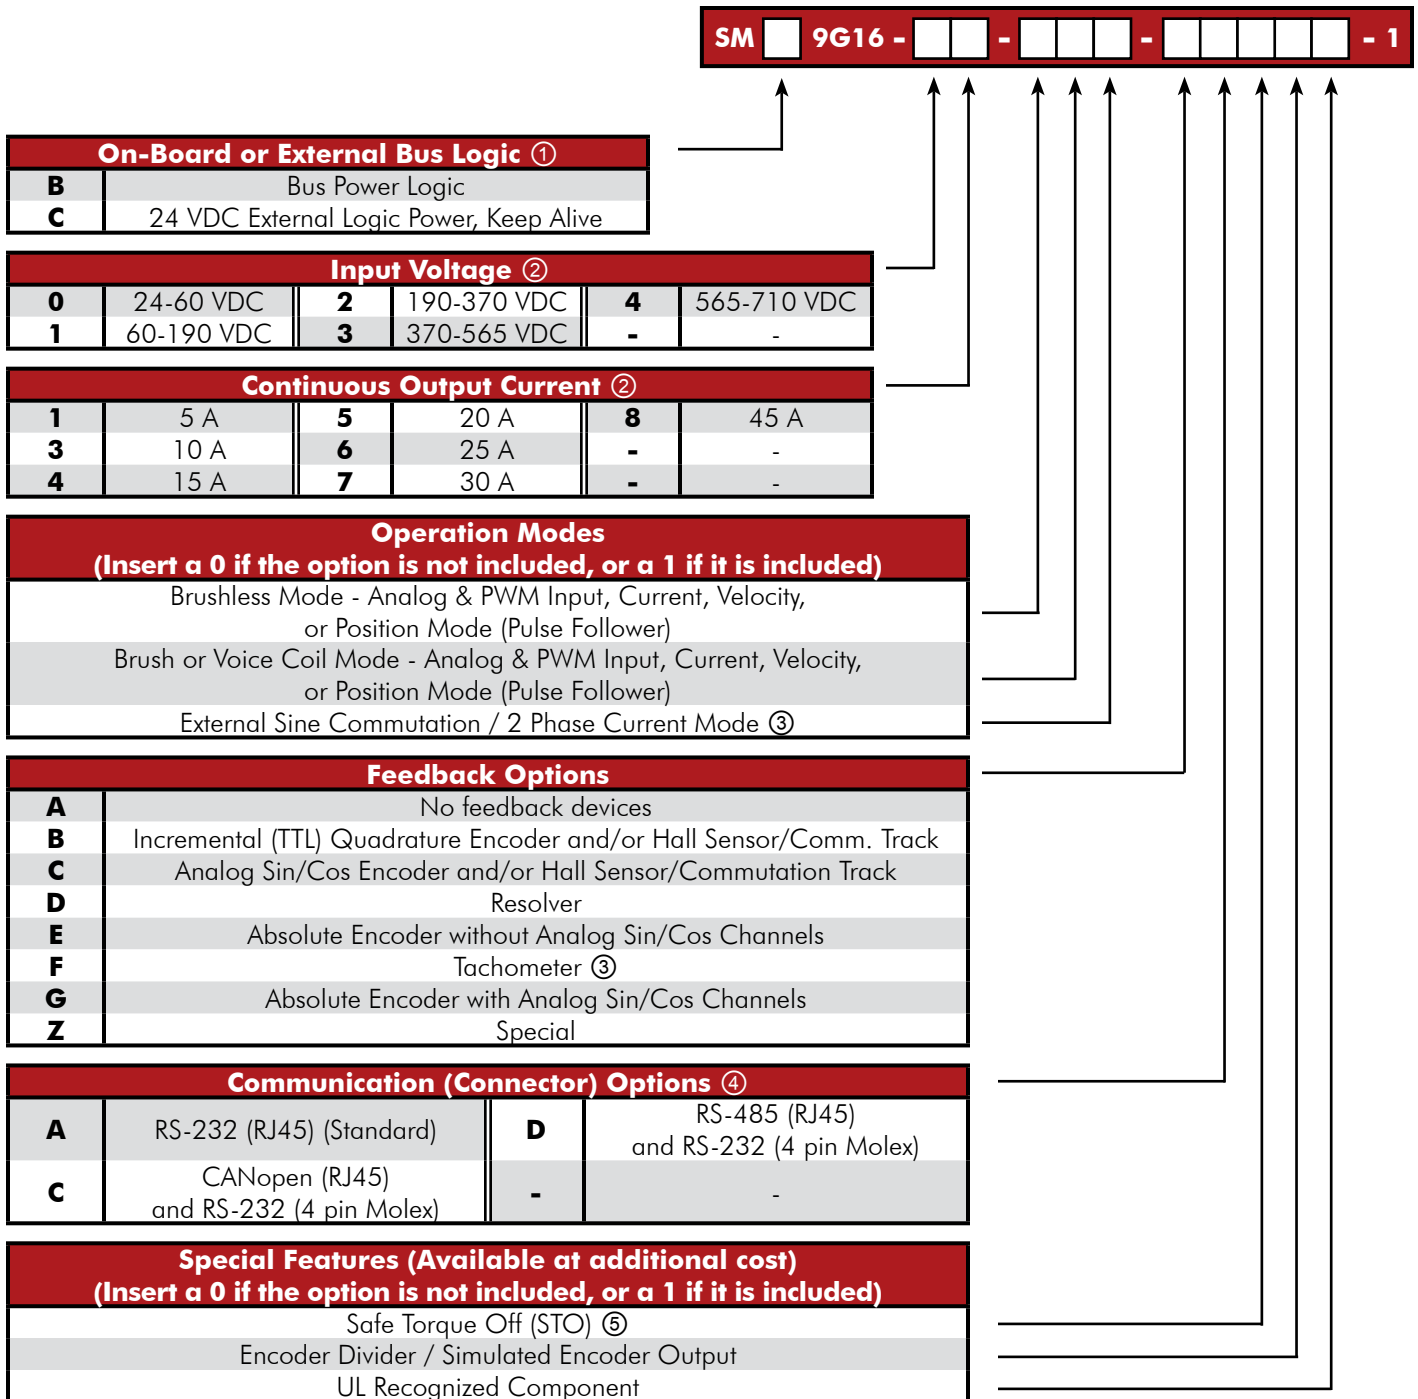 SM 9G16 - - - - 1
On-Board or External Bus Logic ①
B Bus Power Logic
C 24 VDC External Logic Power, Keep Alive
Input Voltage ②
0 24-60 VDC 2 190-370 VDC 4 565-710 VDC
1 60-190 VDC 3 370-565 VDC - -
Continuous Output Current ②
1 5 A 5 20 A 8 45 A
3 10 A 6 25 A - -
4 15 A 7 30 A - -
Operation Modes
(Insert a 0 if the option is not included, or a 1 if it is included)
Brushless Mode - Analog & PWM Input, Current, Velocity,
or Position Mode (Pulse Follower)
Brush or Voice Coil Mode - Analog & PWM Input, Current, Velocity,
or Position Mode (Pulse Follower)
External Sine Commutation / 2 Phase Current Mode ③
Feedback Options
A No feedback devices
B Incremental (TTL) Quadrature Encoder and/or Hall Sensor/Comm. Track
C Analog Sin/Cos Encoder and/or Hall Sensor/Commutation Track
D Resolver
E Absolute Encoder without Analog Sin/Cos Channels
F Tachometer ③
G Absolute Encoder with Analog Sin/Cos Channels
Z Special
Communication (Connector) Options ④
A RS-232 (RJ45) (Standard) D RS-485 (RJ45)
and RS-232 (4 pin Molex)
C CANopen (RJ45)
and RS-232 (4 pin Molex) - -
Special Features (Available at additional cost)
(Insert a 0 if the option is not included, or a 1 if it is included)
Safe Torque Off (STO) ⑤
Encoder Divider / Simulated Encoder Output
UL Recognized Component